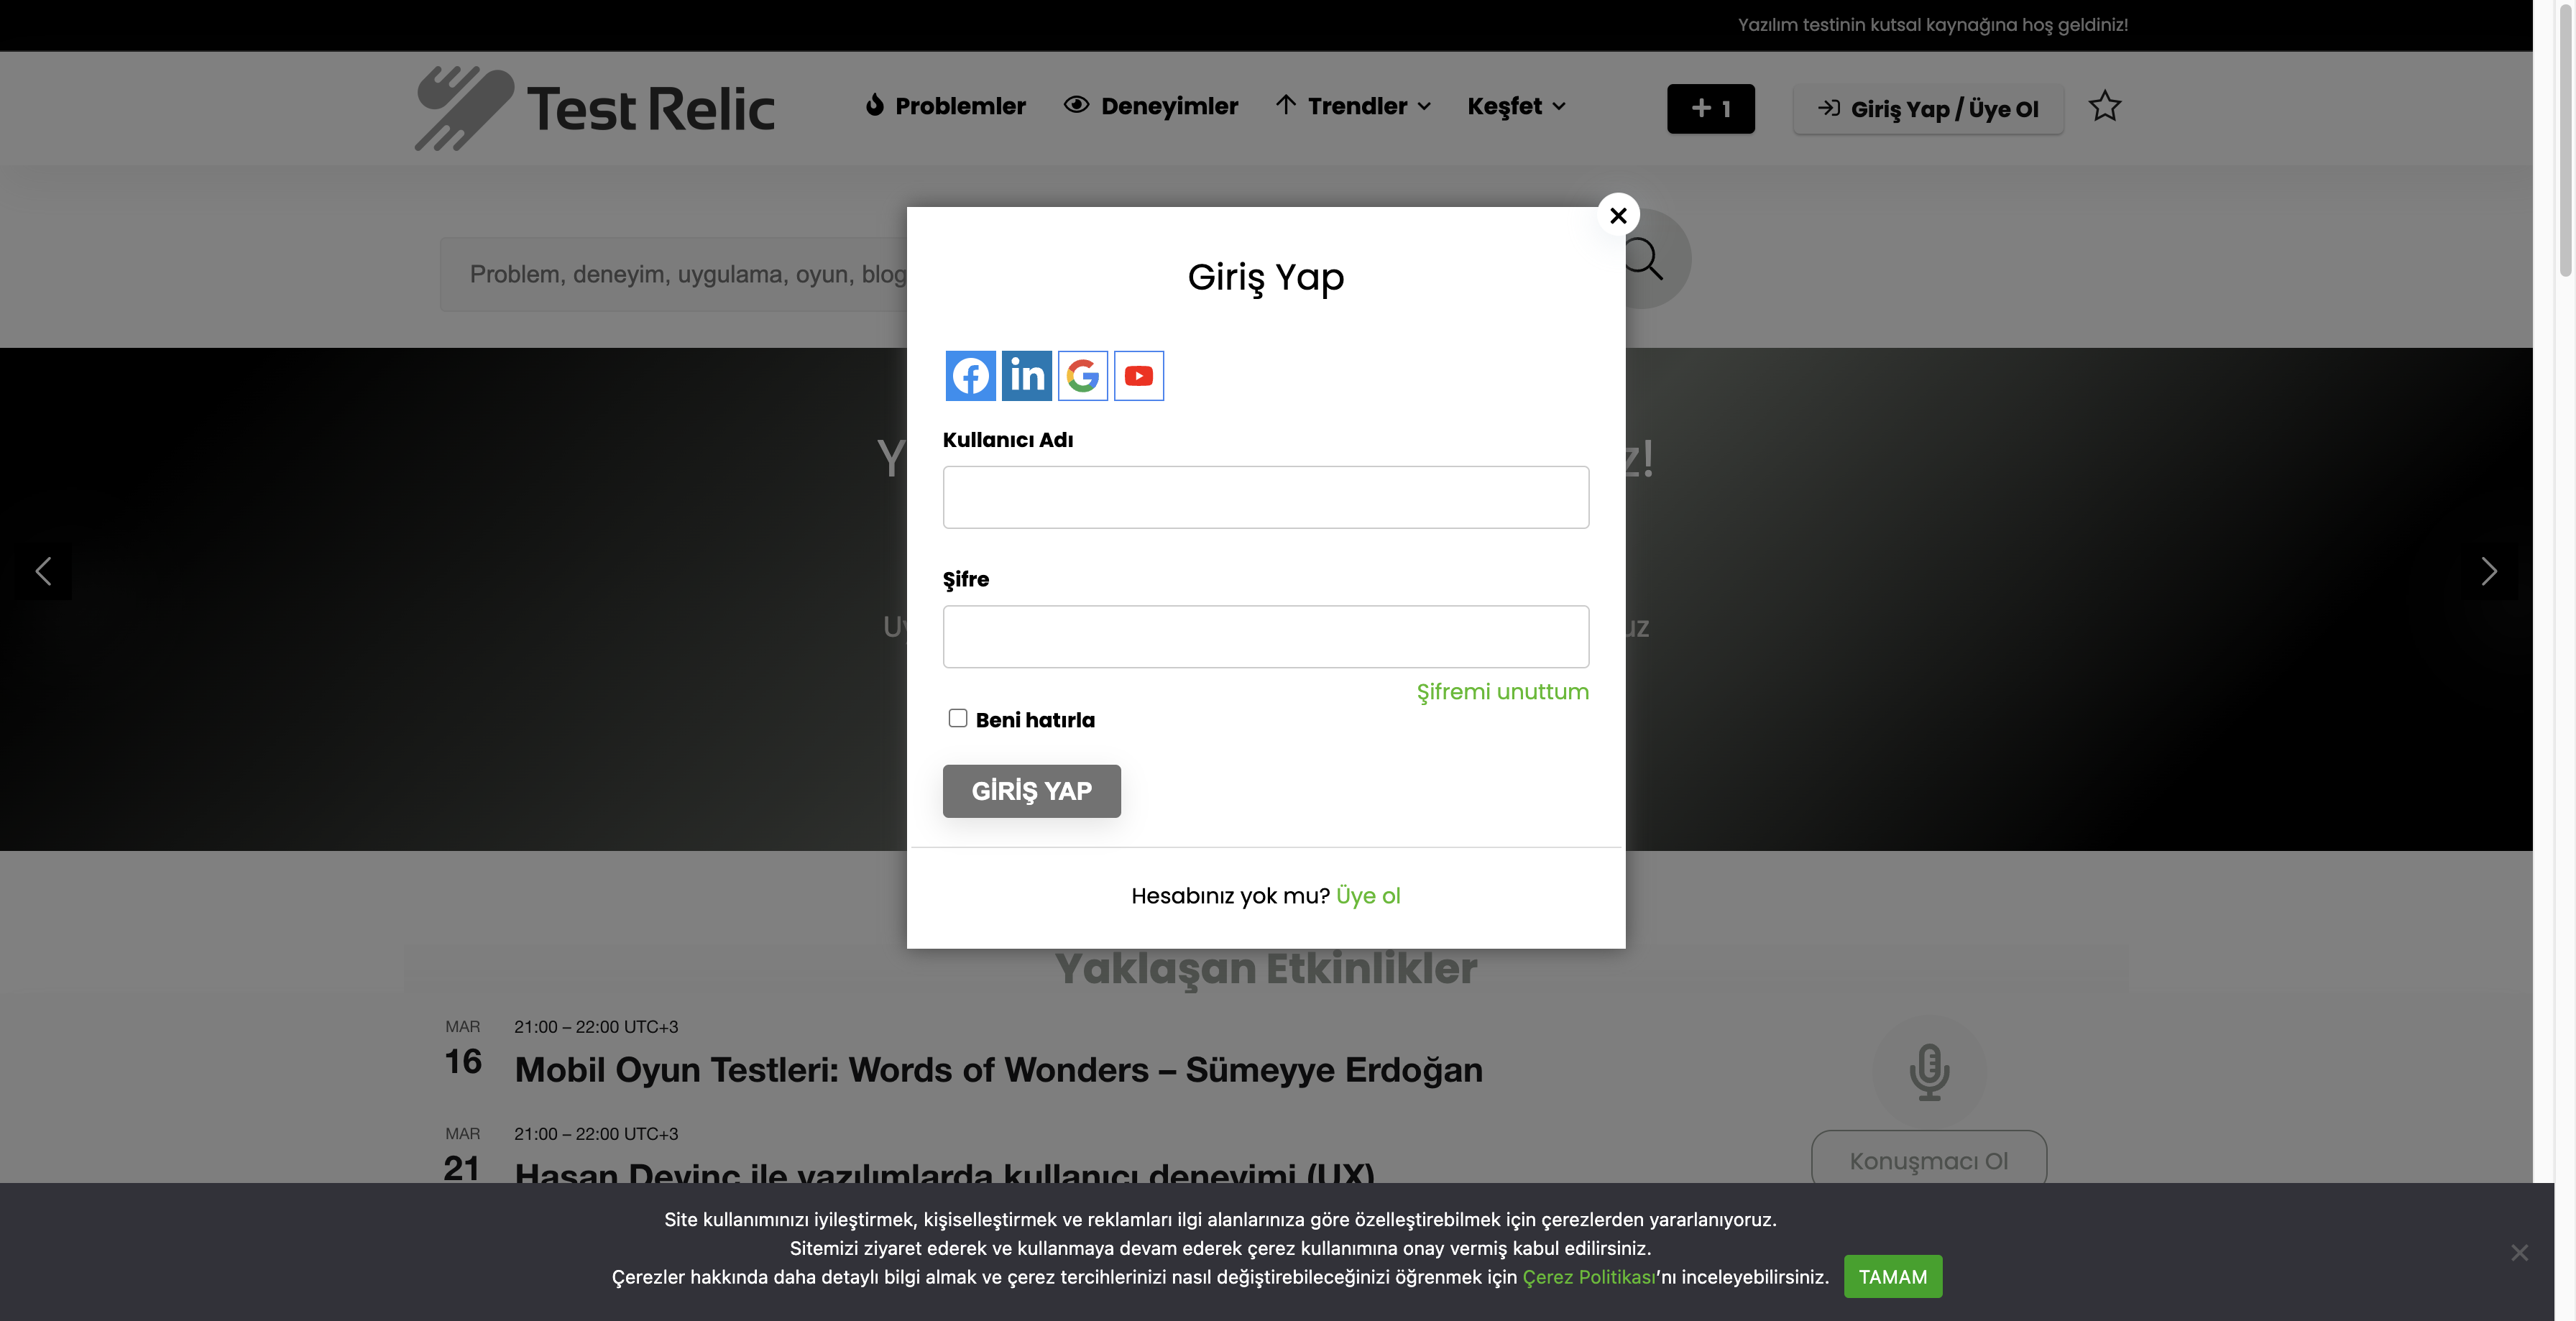 Yazılım testinin kutsal kaynağına hoş geldiniz!
Test Relic
Problemler
Deneyimler
Trendler
Keşfet
+ 1
Giriş Yap / Üye Ol
Problem, deneyim, uygulama, oyun, blog
Giriş Yap
Kullanıcı Adı
Şifre
Şifremi unuttum
Beni hatırla
GİRİŞ YAP
Hesabınız yok mu? Üye ol
Yaklaşan Etkinlikler
MAR 21:00 – 22:00 UTC+3
16 Mobil Oyun Testleri: Words of Wonders – Sümeyye Erdoğan
MAR 21:00 – 22:00 UTC+3
21 Hasan Devinç ile yazılımlarda kullanıcı deneyimi (UX)
Konuşmacı Ol
Site kullanımınızı iyileştirmek, kişiselleştirmek ve reklamları ilgi alanlarınıza göre özelleştirebilmek için çerezlerden yararlanıyoruz.
Sitemizi ziyaret ederek ve kullanmaya devam ederek çerez kullanımına onay vermiş kabul edilirsiniz.
Çerezler hakkında daha detaylı bilgi almak ve çerez tercihlerinizi nasıl değiştirebileceğinizi öğrenmek için Çerez Politikası'nı inceleyebilirsiniz.
TAMAM